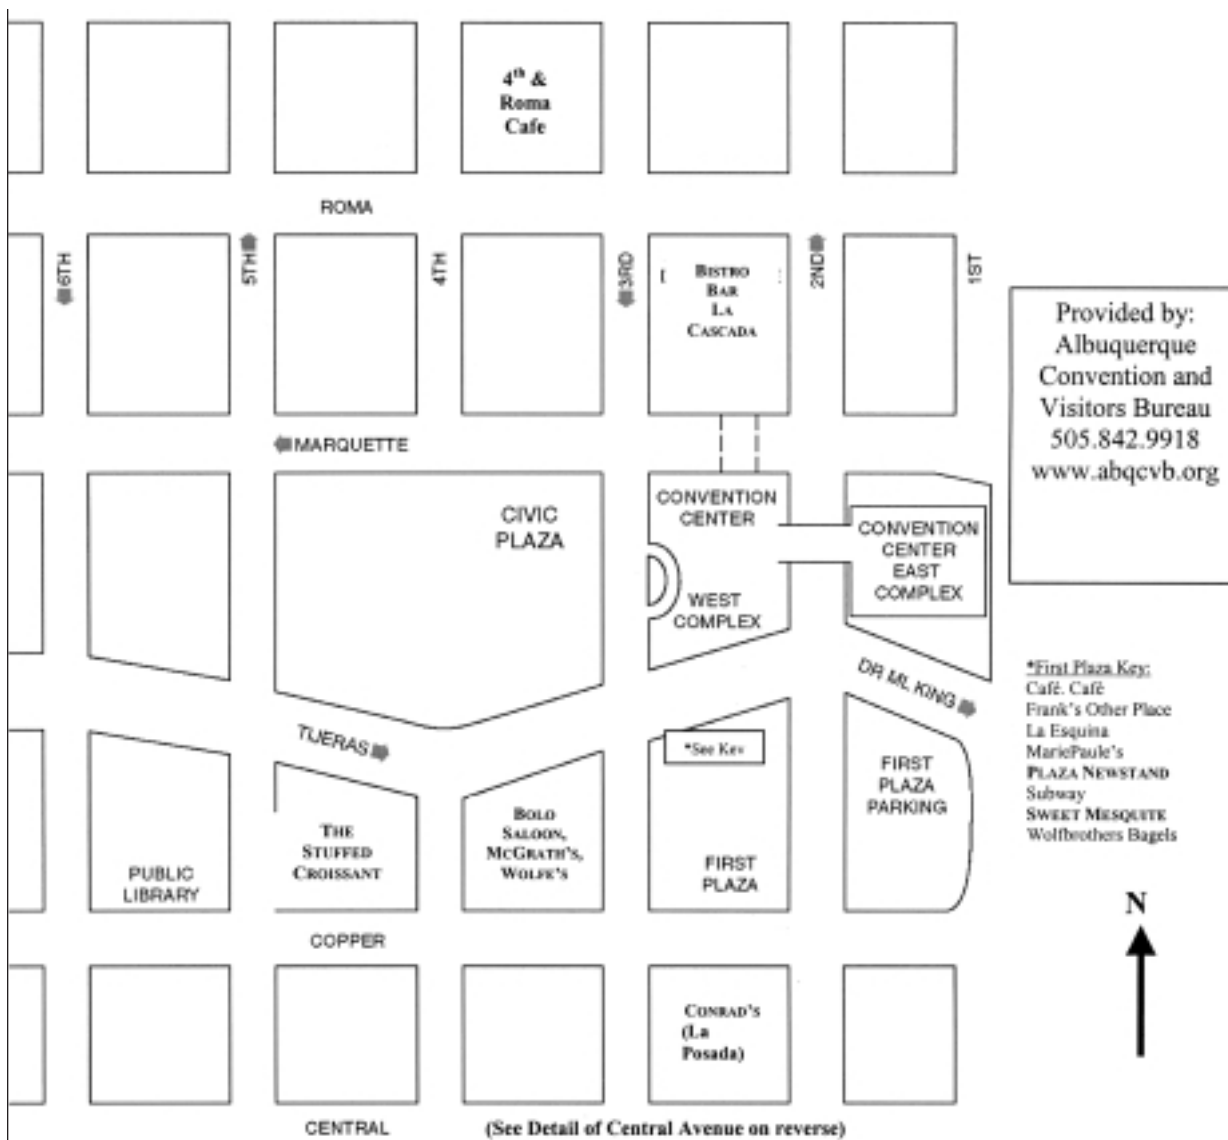 4th &
Roma
Cafe
ROMA
6TH
5TH
4TH
3RD
2ND
1ST
BISTRO
BAR
LA
CASCADA
Provided by:
Albuquerque
Convention and
Visitors Bureau
505.842.9918
www.abqcvb.org
MARQUETTE
CIVIC
PLAZA
CONVENTION
CENTER
WEST
COMPLEX
CONVENTION
CENTER
EAST
COMPLEX
DR ML KING
*First Plaza Key:
Café. Café
Frank's Other Place
La Esquina
MariePaule's
PLAZA NEWSTAND
Subway
SWEET MESQUITE
Wolfbrothers Bagels
TIJERAS
*See Key
FIRST
PLAZA
PARKING
PUBLIC
LIBRARY
THE
STUFFED
CROISSANT
BOLO
SALOON,
MCGRATH'S,
WOLFE'S
FIRST
PLAZA
N
COPPER
CONRAD'S
(La
Posada)
CENTRAL
(See Detail of Central Avenue on reverse)